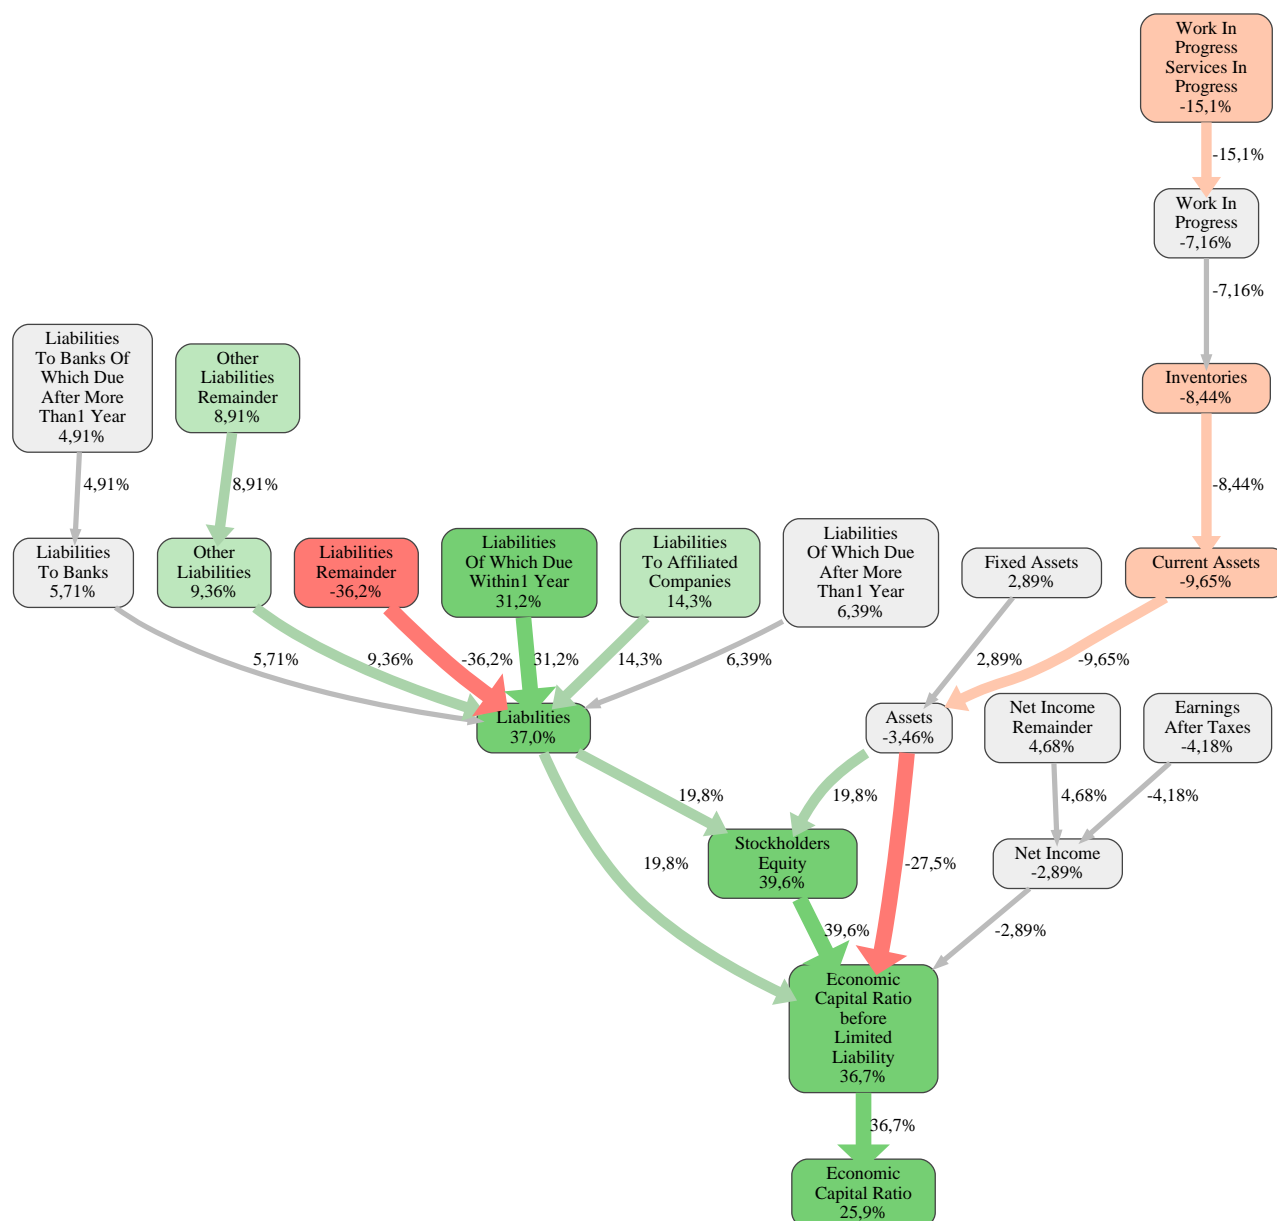 Work In
Progress
Services In
Progress
-15,1%
-15,1%
Work In
Progress
-7,16%
-7,16%
Liabilities
To Banks Of
Which Due
After More
Than1 Year
4,91%
Other
Liabilities
Remainder
8,91%
Inventories
-8,44%
4,91%
8,91%
-8,44%
Liabilities
To Banks
5,71%
Other
Liabilities
9,36%
Liabilities
Remainder
-36,2%
Liabilities
Of Which Due
Within1 Year
31,2%
Liabilities
To Affiliated
Companies
14,3%
Liabilities
Of Which Due
After More
Than1 Year
6,39%
Fixed Assets
2,89%
Current Assets
-9,65%
5,71%
9,36%
-36,2%
31,2%
14,3%
6,39%
2,89%
-9,65%
Liabilities
37,0%
Assets
-3,46%
Net Income
Remainder
4,68%
Earnings
After Taxes
-4,18%
19,8%
19,8%
4,68%
-4,18%
Stockholders
Equity
39,6%
Net Income
-2,89%
19,8%
-27,5%
39,6%
-2,89%
Economic
Capital Ratio
before
Limited
Liability
36,7%
36,7%
Economic
Capital Ratio
25,9%